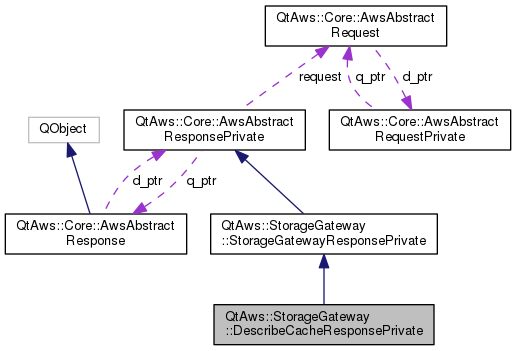 QtAws::Core::AwsAbstract
Request
request
q_ptr
d_ptr
QObject
QtAws::Core::AwsAbstract
ResponsePrivate
QtAws::Core::AwsAbstract
RequestPrivate
d_ptr
q_ptr
QtAws::Core::AwsAbstract
Response
QtAws::StorageGateway
::StorageGatewayResponsePrivate
QtAws::StorageGateway
::DescribeCacheResponsePrivate